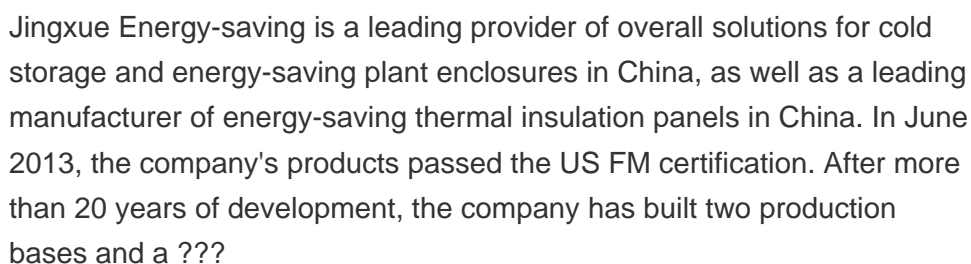 Jingxue Energy-saving is a leading provider of overall solutions for cold
storage and energy-saving plant enclosures in China, as well as a leading
manufacturer of energy-saving thermal insulation panels in China. In June
2013, the company's products passed the US FM certification. After more
than 20 years of development, the company has built two production
bases and a ???